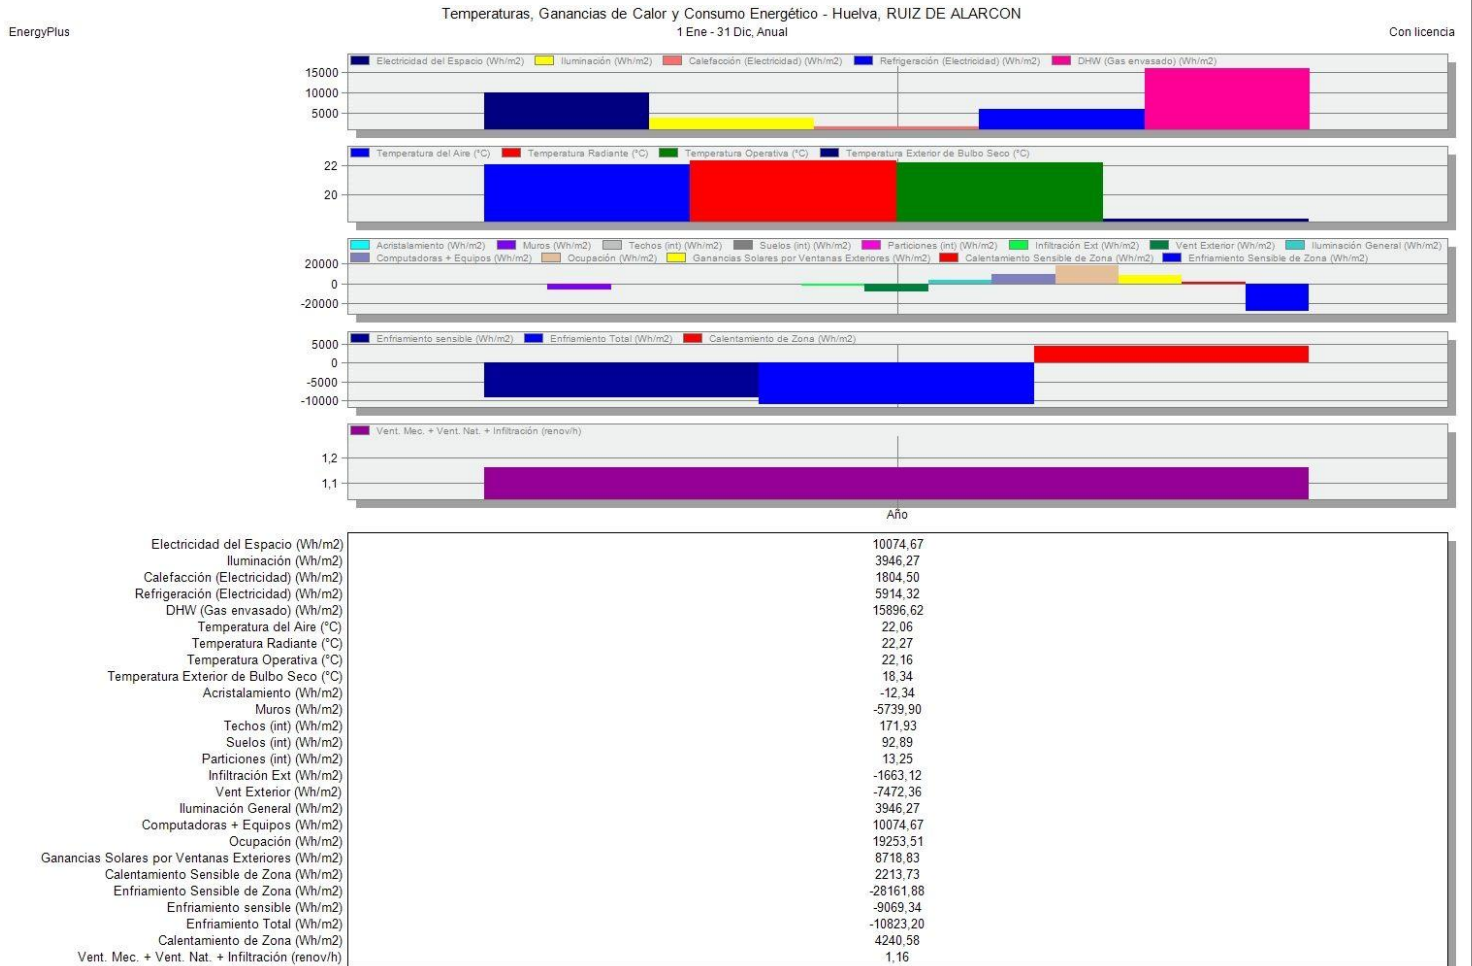 Temperaturas, Ganancias de Calor y Consumo Energético - Huelva, RUIZ DE ALARCON
EnergyPlus 1 Ene - 31 Dic, Anual Con licencia
Electricidad del Espacio (Wh/m2) Iluminación (Wh/m2) Calefacción (Electricidad) (Wh/m2) Refrigeración (Electricidad) (Wh/m2) DHW (Gas envasado) (Wh/m2)
15000
10000
5000
Temperatura del Aire (°C) Temperatura Radiante (°C) Temperatura Operativa (°C) Temperatura Exterior de Bulbo Seco (°C)
22
20
Acristalamiento (Wh/m2) Muros (Wh/m2) Techos (int) (Wh/m2) Suelos (int) (Wh/m2) Particiones (int) (Wh/m2) Infiltración Ext (Wh/m2) Vent Exterior (Wh/m2) Iluminación General (Wh/m2)
Computadoras + Equipos (Wh/m2) Ocupación (Wh/m2) Ganancias Solares por Ventanas Exteriores (Wh/m2) Calentamiento Sensible de Zona (Wh/m2) Enfriamiento Sensible de Zona (Wh/m2)
20000
0
-20000
Enfriamiento sensible (Wh/m2) Enfriamiento Total (Wh/m2) Calentamiento de Zona (Wh/m2)
5000
0
-5000
-10000
Vent. Mec. + Vent. Nat. + Infiltración (renov/h)
1,2
1,1
Año
Electricidad del Espacio (Wh/m2) 10074,67
Iluminación (Wh/m2) 3946,27
Calefacción (Electricidad) (Wh/m2) 1804,50
Refrigeración (Electricidad) (Wh/m2) 5914,32
DHW (Gas envasado) (Wh/m2) 15896,62
Temperatura del Aire (°C) 22,06
Temperatura Radiante (°C) 22,27
Temperatura Operativa (°C) 22,16
Temperatura Exterior de Bulbo Seco (°C) 18,34
Acristalamiento (Wh/m2) -12,34
Muros (Wh/m2) -5739,90
Techos (int) (Wh/m2) 171,93
Suelos (int) (Wh/m2) 92,89
Particiones (int) (Wh/m2) 13,25
Infiltración Ext (Wh/m2) -1663,12
Vent Exterior (Wh/m2) -7472,36
Iluminación General (Wh/m2) 3946,27
Computadoras + Equipos (Wh/m2) 10074,67
Ocupación (Wh/m2) 19253,51
Ganancias Solares por Ventanas Exteriores (Wh/m2) 8718,83
Calentamiento Sensible de Zona (Wh/m2) 2213,73
Enfriamiento Sensible de Zona (Wh/m2) -28161,88
Enfriamiento sensible (Wh/m2) -9069,34
Enfriamiento Total (Wh/m2) -10823,20
Calentamiento de Zona (Wh/m2) 4240,58
Vent. Mec. + Vent. Nat. + Infiltración (renov/h) 1,16